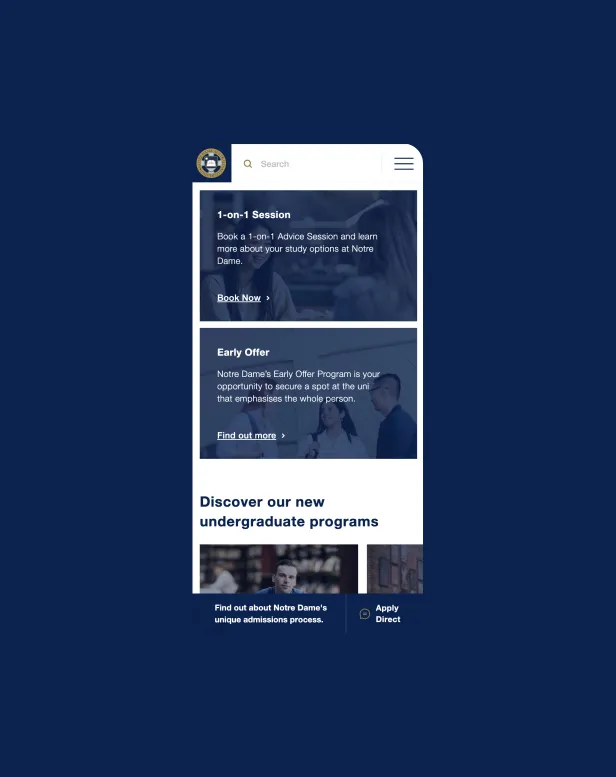 Search
1-on-1 Session
Book a 1-on-1 Advice Session and learn
more about your study options at Notre
Dame.
Book Now
Early Offer
Notre Dame's Early Offer Program is your
opportunity to secure a spot at the uni
that emphasises the whole person.
Find out more
Discover our new
undergraduate programs
Find out about Notre Dame's
unique admissions process.
Apply
Direct